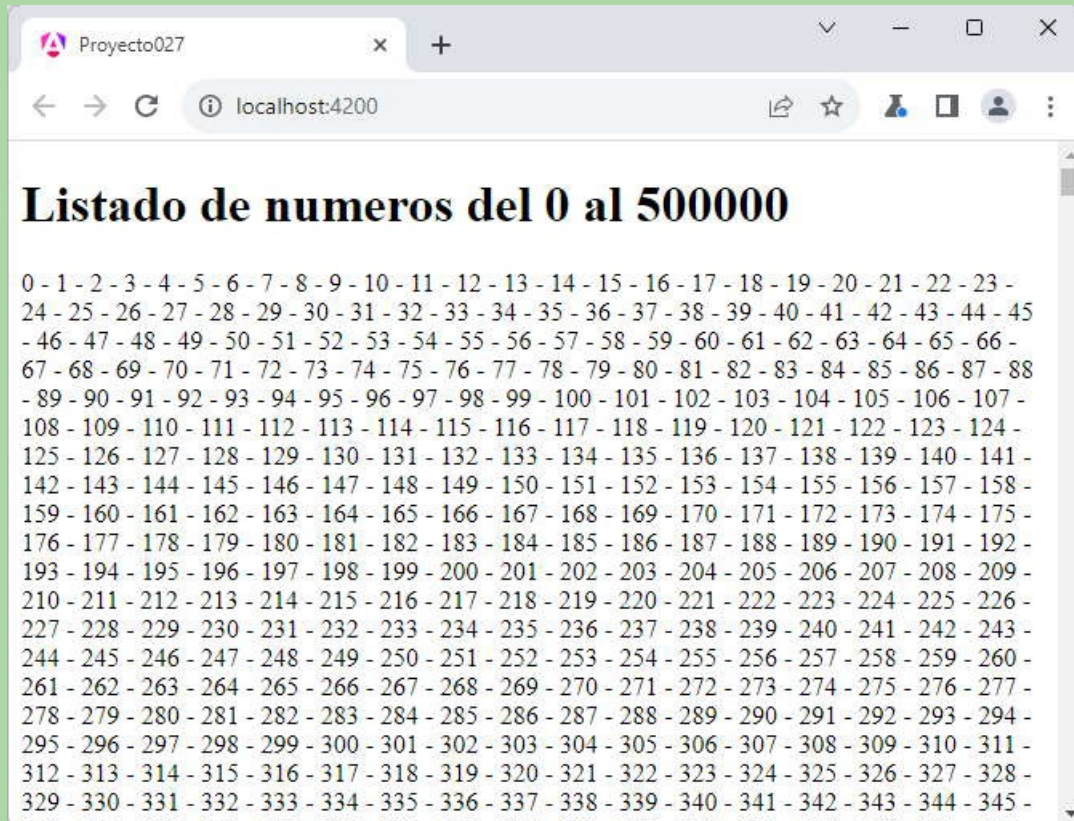 Proyecto027
localhost:4200
Listado de numeros del 0 al 500000
0 - 1 - 2 - 3 - 4 - 5 - 6 - 7 - 8 - 9 - 10 - 11 - 12 - 13 - 14 - 15 - 16 - 17 - 18 - 19 - 20 - 21 - 22 - 23 -
24 - 25 - 26 - 27 - 28 - 29 - 30 - 31 - 32 - 33 - 34 - 35 - 36 - 37 - 38 - 39 - 40 - 41 - 42 - 43 - 44 - 45
- 46 - 47 - 48 - 49 - 50 - 51 - 52 - 53 - 54 - 55 - 56 - 57 - 58 - 59 - 60 - 61 - 62 - 63 - 64 - 65 - 66 -
67 - 68 - 69 - 70 - 71 - 72 - 73 - 74 - 75 - 76 - 77 - 78 - 79 - 80 - 81 - 82 - 83 - 84 - 85 - 86 - 87 - 88
- 89 - 90 - 91 - 92 - 93 - 94 - 95 - 96 - 97 - 98 - 99 - 100 - 101 - 102 - 103 - 104 - 105 - 106 - 107 -
108 - 109 - 110 - 111 - 112 - 113 - 114 - 115 - 116 - 117 - 118 - 119 - 120 - 121 - 122 - 123 - 124 -
125 - 126 - 127 - 128 - 129 - 130 - 131 - 132 - 133 - 134 - 135 - 136 - 137 - 138 - 139 - 140 - 141 -
142 - 143 - 144 - 145 - 146 - 147 - 148 - 149 - 150 - 151 - 152 - 153 - 154 - 155 - 156 - 157 - 158 -
159 - 160 - 161 - 162 - 163 - 164 - 165 - 166 - 167 - 168 - 169 - 170 - 171 - 172 - 173 - 174 - 175 -
176 - 177 - 178 - 179 - 180 - 181 - 182 - 183 - 184 - 185 - 186 - 187 - 188 - 189 - 190 - 191 - 192 -
193 - 194 - 195 - 196 - 197 - 198 - 199 - 200 - 201 - 202 - 203 - 204 - 205 - 206 - 207 - 208 - 209 -
210 - 211 - 212 - 213 - 214 - 215 - 216 - 217 - 218 - 219 - 220 - 221 - 222 - 223 - 224 - 225 - 226 -
227 - 228 - 229 - 230 - 231 - 232 - 233 - 234 - 235 - 236 - 237 - 238 - 239 - 240 - 241 - 242 - 243 -
244 - 245 - 246 - 247 - 248 - 249 - 250 - 251 - 252 - 253 - 254 - 255 - 256 - 257 - 258 - 259 - 260 -
261 - 262 - 263 - 264 - 265 - 266 - 267 - 268 - 269 - 270 - 271 - 272 - 273 - 274 - 275 - 276 - 277 -
278 - 279 - 280 - 281 - 282 - 283 - 284 - 285 - 286 - 287 - 288 - 289 - 290 - 291 - 292 - 293 - 294 -
295 - 296 - 297 - 298 - 299 - 300 - 301 - 302 - 303 - 304 - 305 - 306 - 307 - 308 - 309 - 310 - 311 -
312 - 313 - 314 - 315 - 316 - 317 - 318 - 319 - 320 - 321 - 322 - 323 - 324 - 325 - 326 - 327 - 328 -
329 - 330 - 331 - 332 - 333 - 334 - 335 - 336 - 337 - 338 - 339 - 340 - 341 - 342 - 343 - 344 - 345 -